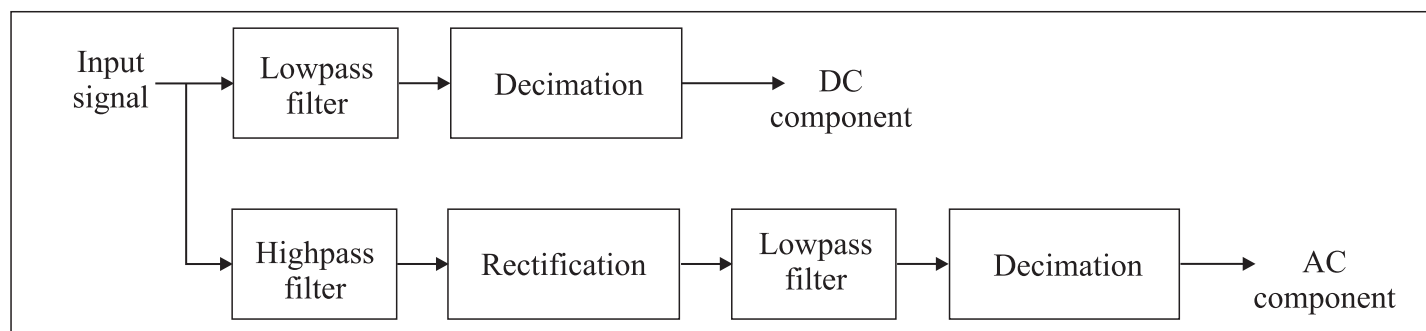 Input
signal
Lowpass
filter
Decimation
DC
component
Highpass
filter
Rectification
Lowpass
filter
Decimation
AC
component